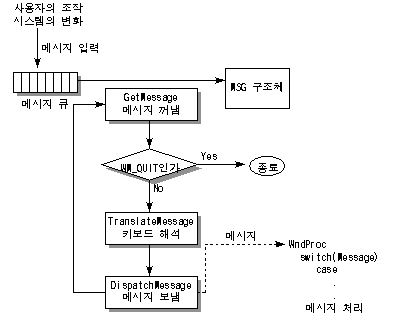 사용자의 조작
시스템의 변화
메시지 입력
메시지 큐
MSG 구조체
GetMessage
메시지 꺼냄
WM_QUIT인가
Yes
종료
No
TranslateMessage
키보드 해석
메시지
WndProc
switch(Message)
case
.
.
메시지 처리
DispatchMessage
메시지 보냄